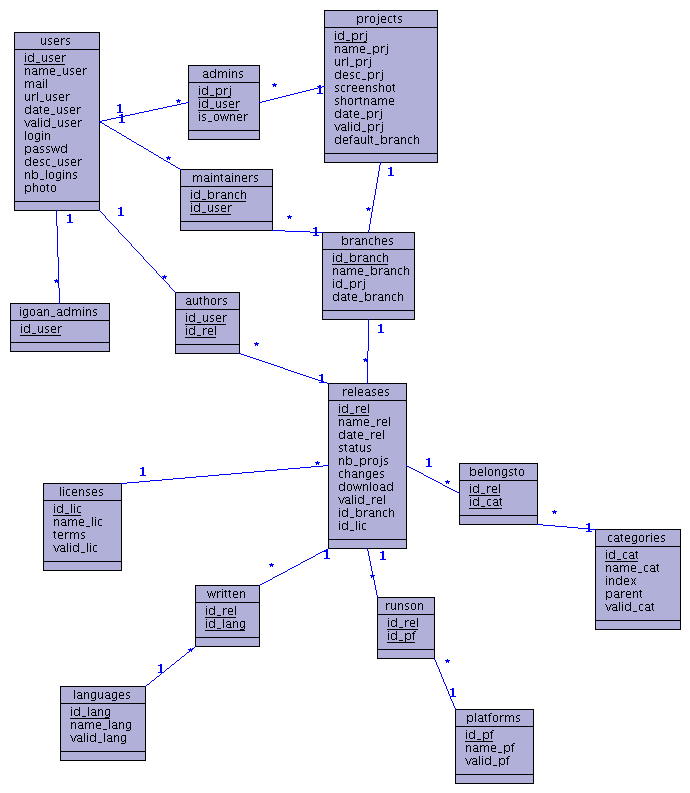 projects
id_prj
name_prj
url_prj
desc_prj
screenshot
shortname
date_prj
valid_prj
default_branch
users
id_user
name_user
mail
url_user
date_user
valid_user
login
passwd
desc_user
nb_logins
photo
admins
id_prj
id_user
is_owner
1
*
*
1
1
*
maintainers
id_branch
id_user
*
1
1
*
branches
id_branch
name_branch
id_prj
date_branch
1
*
1
*
igoan_admins
id_user
authors
id_user
id_rel
*
1
1
*
releases
id_rel
name_rel
date_rel
status
nb_projs
changes
download
valid_rel
id_branch
id_lic
1
*
licenses
id_lic
name_lic
terms
valid_lic
1
*
belongsto
id_rel
id_cat
*
1
categories
id_cat
name_cat
index
parent
valid_cat
1
*
written
id_rel
id_lang
1
*
runson
id_rel
id_pf
*
1
*
1
languages
id_lang
name_lang
valid_lang
platforms
id_pf
name_pf
valid_pf